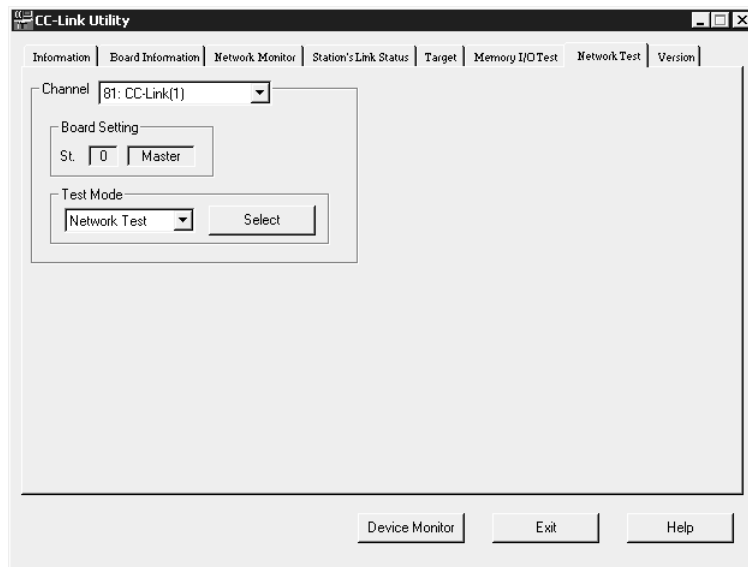 CC-Link Utility
Information Board Information Network Monitor Station's Link Status Target Memory I/O Test Network Test Version
Channel 81: CC-Link(1)
Board Setting
St. 0 Master
Test Mode
Network Test Select
Device Monitor Exit Help